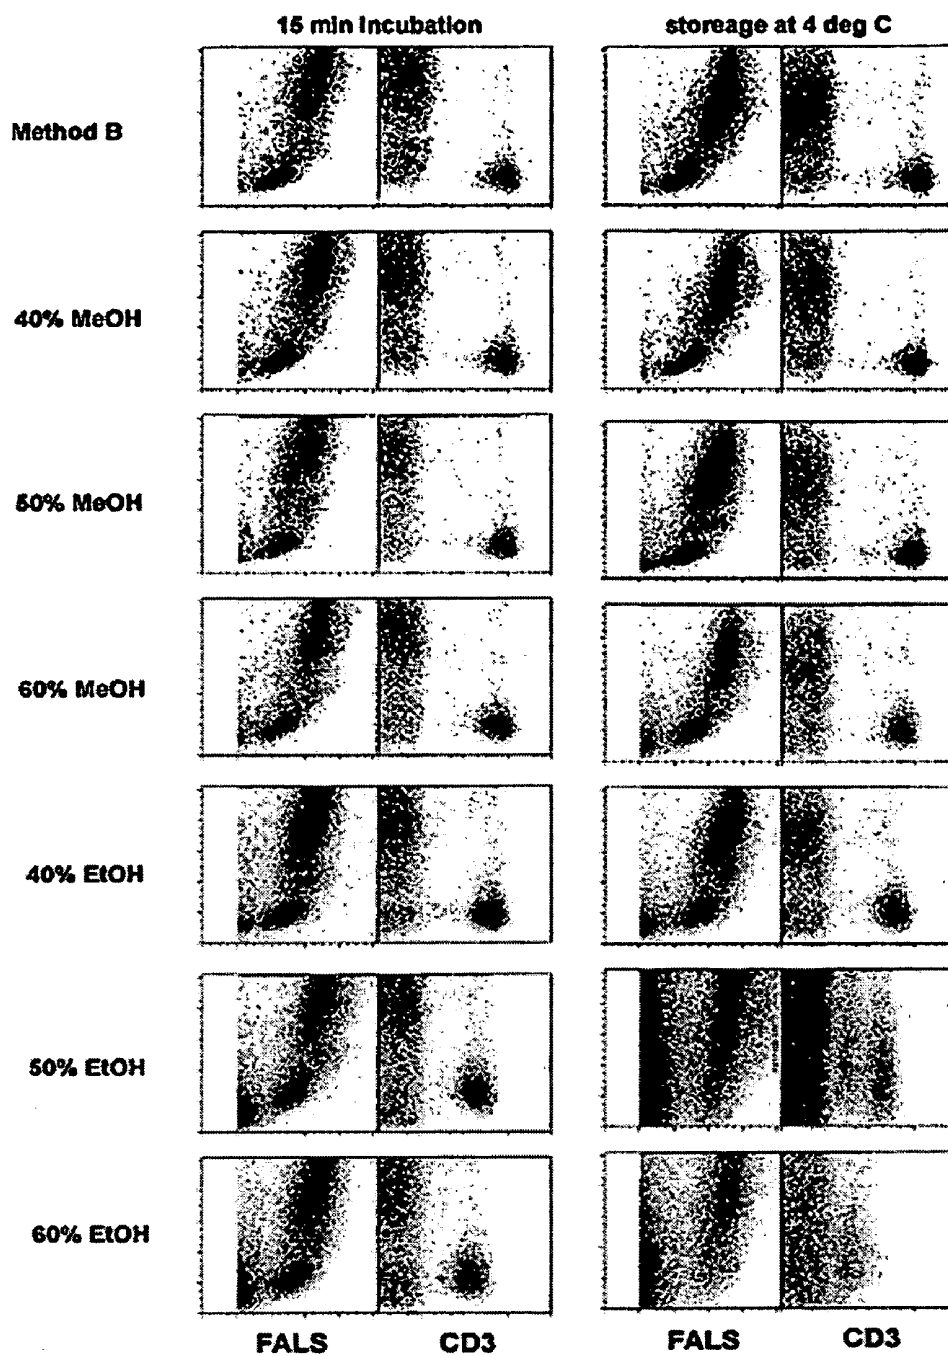 15 min Incubation storeage at 4 deg C
Method B
40% MeOH
50% MeOH
60% MeOH
40% EtOH
50% EtOH
60% EtOH
FALS CD3 FALS CD3